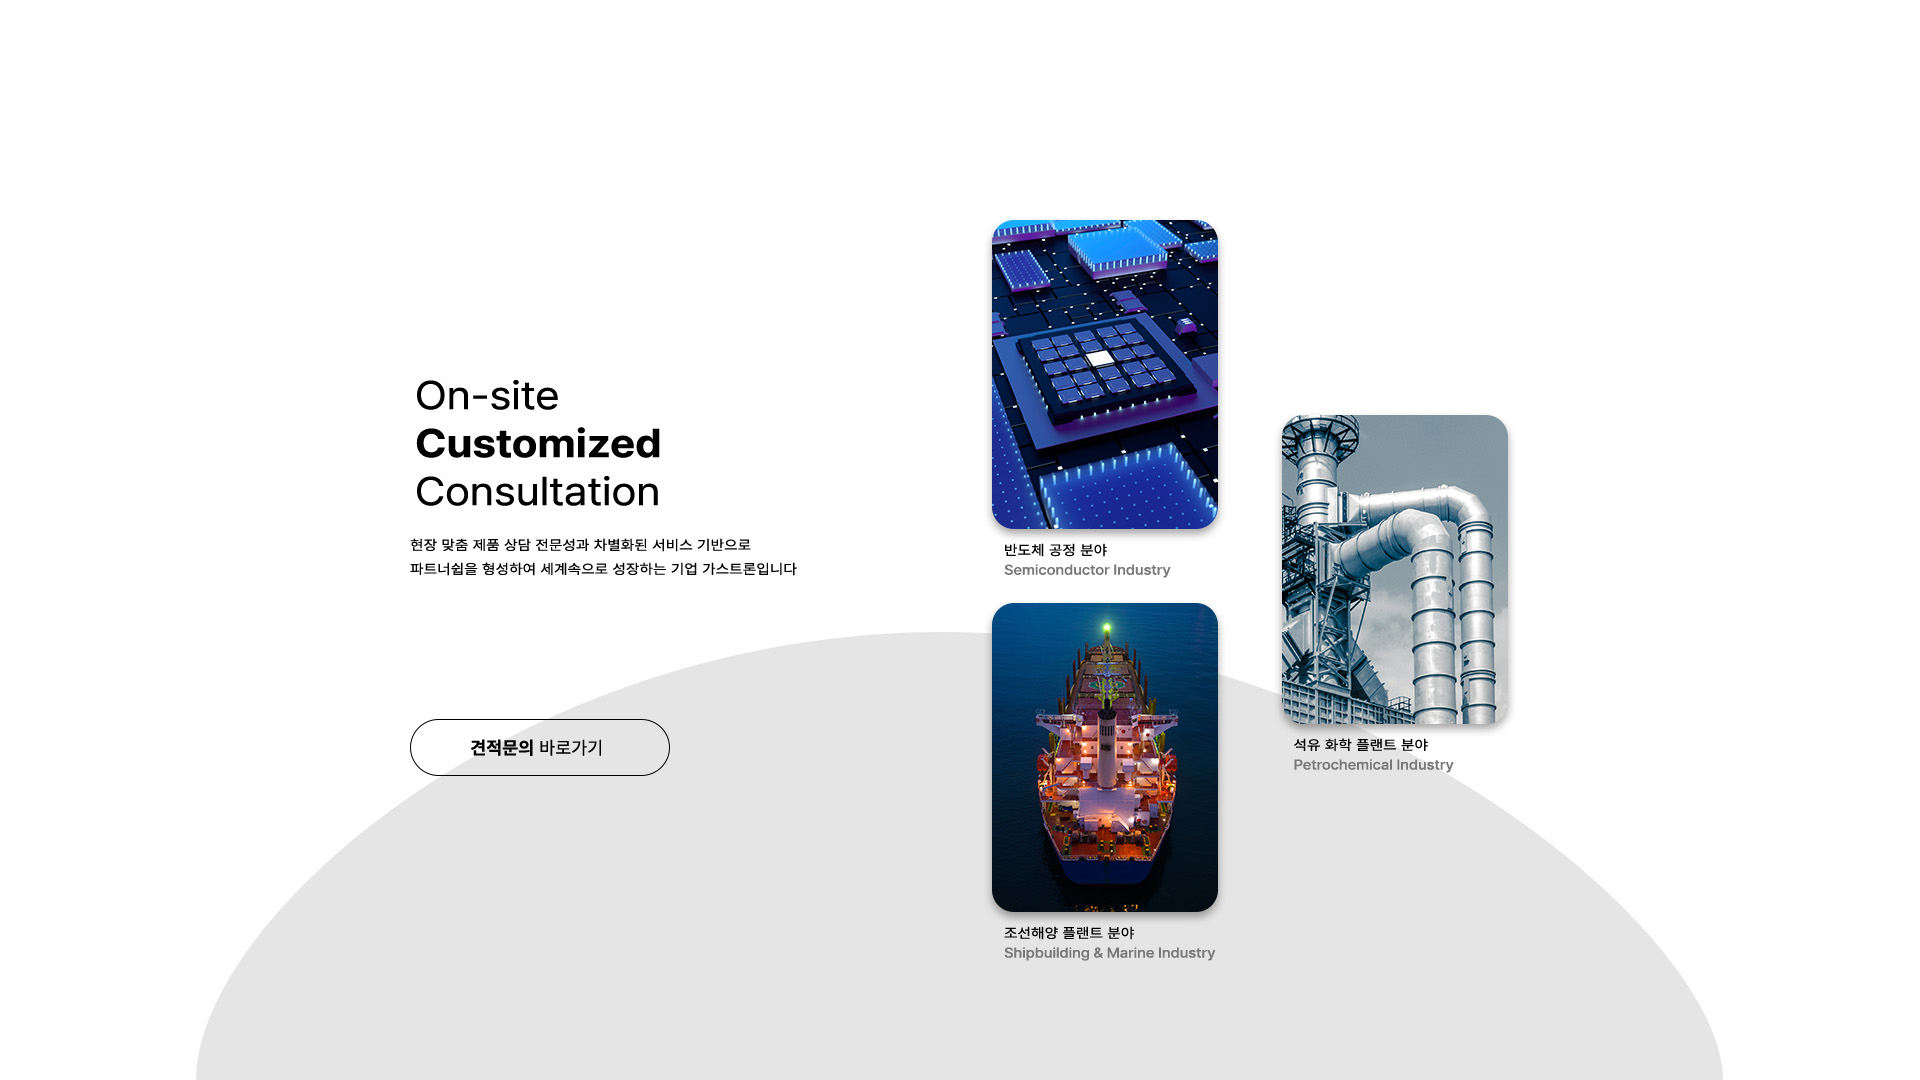 On-site
Customized
Consultation
현장 맞춤 제품 상담 전문성과 차별화된 서비스 기반으로
파트너쉽을 형성하여 세계속으로 성장하는 기업 가스트론입니다
견적문의 바로가기
반도체 공정 분야
Semiconductor Industry
조선해양 플랜트 분야
Shipbuilding & Marine Industry
석유 화학 플랜트 분야
Petrochemical Industry